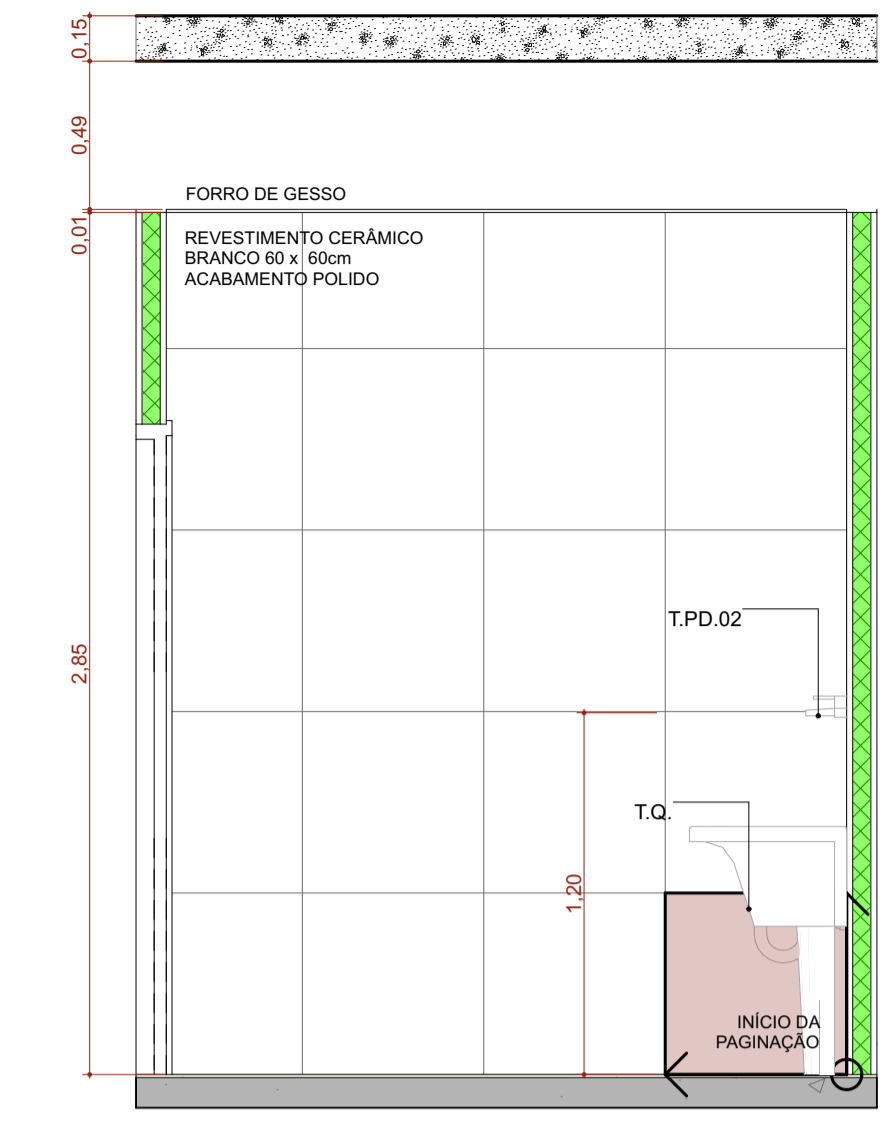 0,15
0,49
FORRO DE GESSO
0,01
REVESTIMENTO CERÂMICO
BRANCO 60 x 60cm
ACABAMENTO POLIDO
T.PD.02
2,85
T.Q.
1,20
INÍCIO DA
PAGINAÇÃO